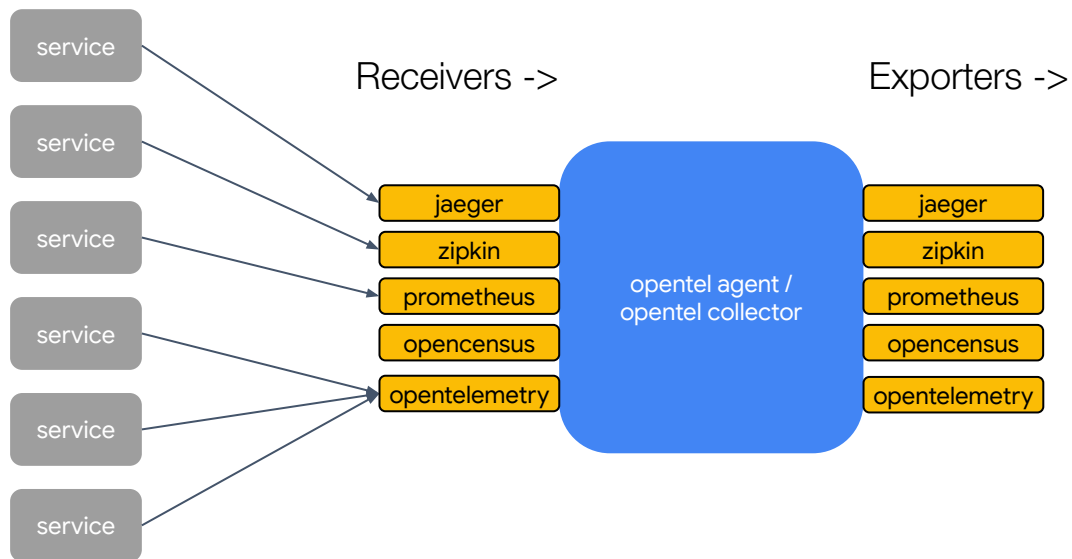 service
service
service
service
service
service
Receivers ->
jaeger
zipkin
prometheus
opencensus
opentelemetry
opentel agent /
opentel collector
Exporters ->
jaeger
zipkin
prometheus
opencensus
opentelemetry